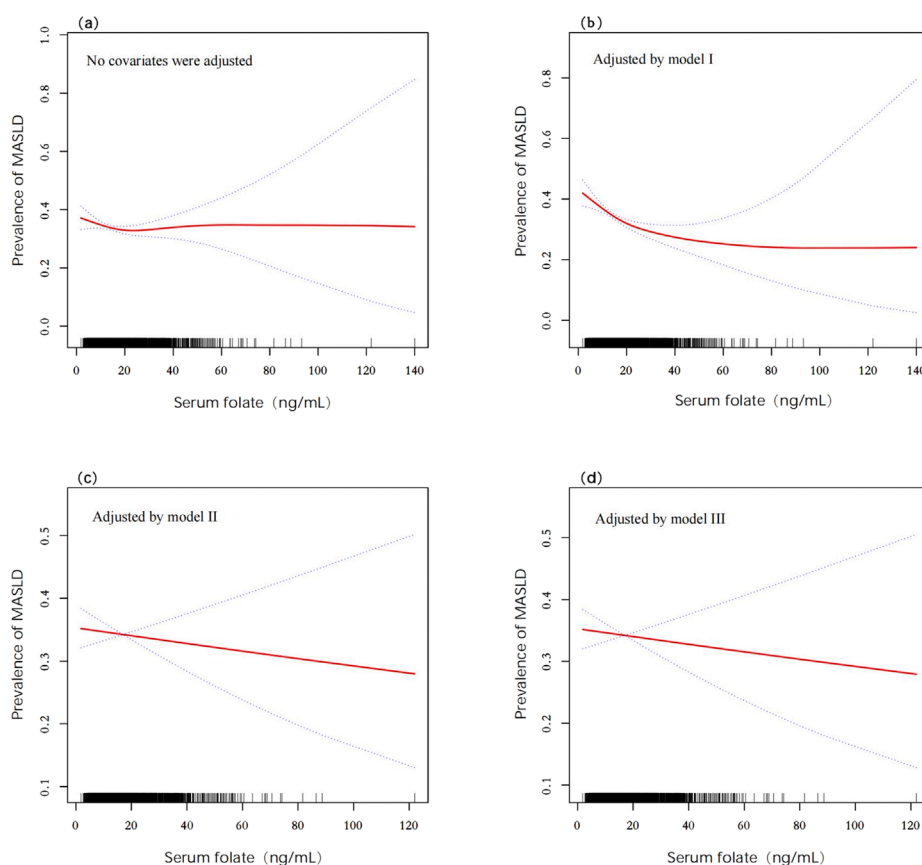 (a)
No covariates were adjusted
Prevalence of MASLD
0.0 0.2 0.4 0.6 0.8 1.0
0 20 40 60 80 100 120 140
Serum folate（ng/mL）
(b)
Adjusted by model I
Prevalence of MASLD
0.0 0.2 0.4 0.6 0.8
0 20 40 60 80 100 120 140
Serum folate（ng/mL）
(c)
Adjusted by model II
Prevalence of MASLD
0.1 0.2 0.3 0.4 0.5
0 20 40 60 80 100 120
Serum folate（ng/mL）
(d)
Adjusted by model III
Prevalence of MASLD
0.1 0.2 0.3 0.4 0.5
0 20 40 60 80 100 120
Serum folate（ng/mL）